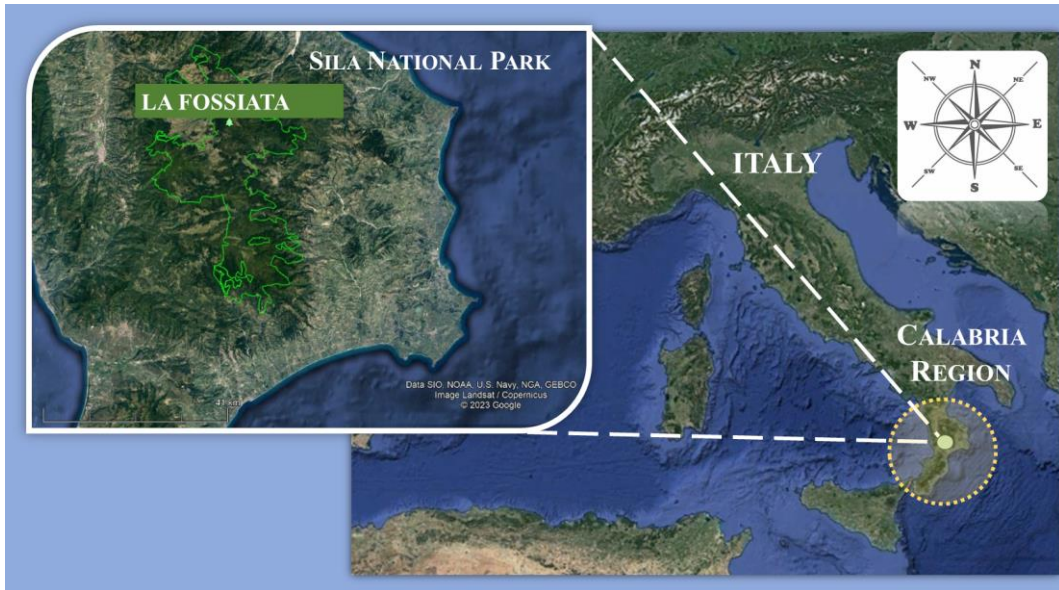 SILA NATIONAL PARK
LA FOSSIATA
Data SIO, NOAA, U.S. Navy, NGA, GEBCO
Image Landsat / Copernicus
© 2023 Google
ITALY
CALABRIA
REGION
N
NE
E
SE
S
SW
W
NW